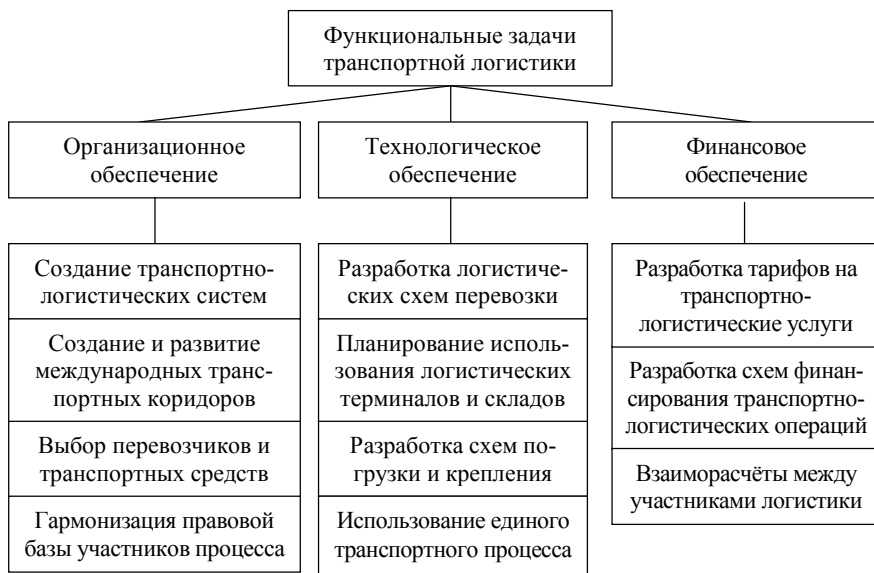 Функциональные задачи
транспортной логистики
Организационное
обеспечение
Технологическое
обеспечение
Финансовое
обеспечение
Создание транспортно-
логистических систем
Создание и развитие
международных транс-
портных коридоров
Выбор перевозчиков и
транспортных средств
Гармонизация правовой
базы участников процесса
Разработка логистиче-
ских схем перевозки
Планирование исполь-
зования логистических
терминалов и складов
Разработка схем по-
грузки и крепления
Использование единого
транспортного процесса
Разработка тарифов на
транспортно-
логистические услуги
Разработка схем финан-
сирования транспортно-
логистических операций
Взаиморасчёты между
участниками логистики